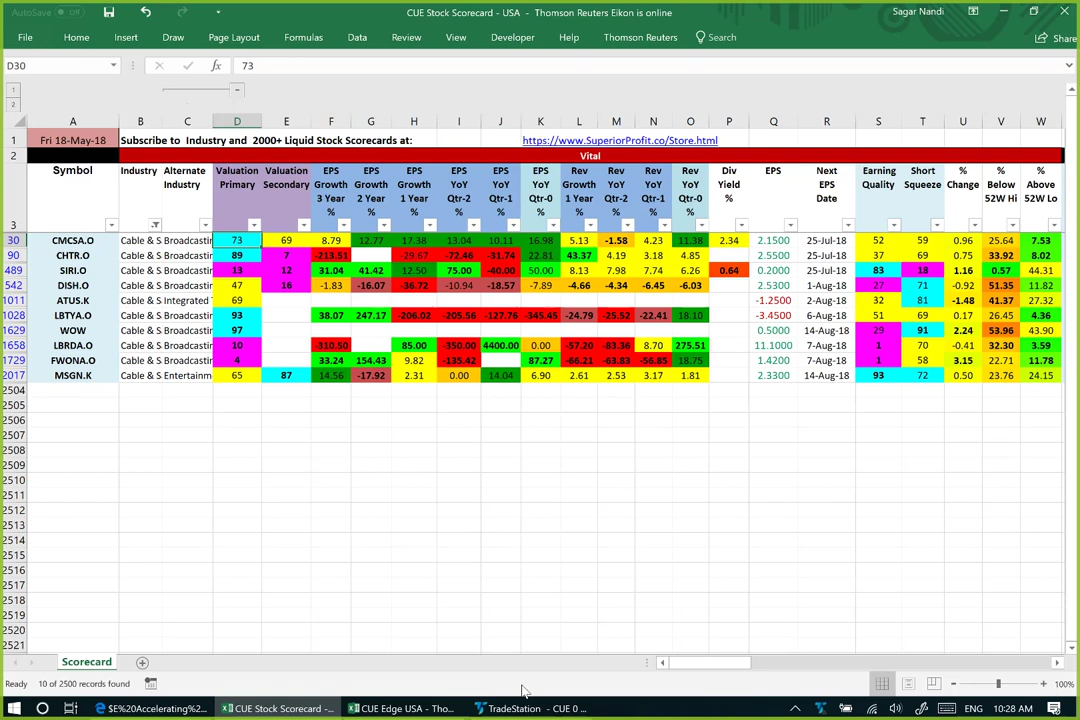 AutoSave Off CUE Stock Scorecard - USA - Thomson Reuters Eikon is online Sagar Nandi
File Home Insert Draw Page Layout Formulas Data Review View Developer Help Thomson Reuters Search Share
D30 fx 73
1
2
A B C D E F G H I J K L M N O P Q R S T U V W
1 Fri 18-May-18 Subscribe to Industry and 2000+ Liquid Stock Scorecards at: https://www.SuperiorProfit.co/Store.html
2 Vital
Symbol Industry Alternate Valuation Valuation EPS EPS EPS EPS EPS EPS Rev Rev Rev Rev Div EPS Next Earning Short % % %
Industry Primary Secondary Growth Growth Growth YoY YoY YoY Growth YoY YoY YoY Yield EPS Quality Squeeze Change Below Above
3 Year 2 Year 1 Year Qtr-2 Qtr-1 Qtr-0 1 Year Qtr-2 Qtr-1 Qtr-0 % Date 52W Hi 52W Lo
3 % % % % % % % % % %
30 CMCSA.O Cable & S Broadcastin 73 69 8.79 12.77 17.38 13.04 10.11 16.98 5.13 -1.58 4.23 11.38 2.34 2.1500 25-Jul-18 52 59 0.96 25.64 7.53
90 CHTR.O Cable & S Broadcastin 89 7 -213.51 -29.67 -72.46 -31.74 22.81 43.37 4.19 3.18 4.85 2.5500 25-Jul-18 37 69 0.75 33.92 8.02
489 SIRI.O Cable & S Broadcastin 13 12 31.04 41.42 12.50 75.00 -40.00 50.00 8.13 7.98 7.74 6.26 0.64 0.2000 25-Jul-18 83 18 1.16 0.57 44.31
542 DISH.O Cable & S Broadcastin 47 16 -1.83 -16.07 -36.72 -10.94 -18.57 -7.89 -4.66 -4.34 -6.45 -6.03 2.5300 1-Aug-18 27 71 -0.92 51.35 11.82
1011 ATUS.K Cable & S Integrated T 69 -1.2500 2-Aug-18 32 81 -1.48 41.37 27.32
1028 LBTYA.O Cable & S Broadcastin 93 38.07 247.17 -206.02 -205.56 -127.76 -345.45 -24.79 -25.52 -22.41 18.10 -3.4500 6-Aug-18 51 69 0.17 26.45 4.36
1629 WOW Cable & S Broadcastin 97 0.5000 14-Aug-18 29 91 2.24 53.96 43.90
1658 LBRDA.O Cable & S Broadcastin 10 -310.50 85.00 -350.00 4400.00 0.00 -57.20 -83.36 8.70 275.51 11.1000 7-Aug-18 1 70 -0.41 32.30 3.59
1729 FWONA.O Cable & S Broadcastin 4 33.24 154.43 9.82 -135.42 87.27 -66.21 -63.83 -56.85 18.75 1.4200 7-Aug-18 1 58 3.15 22.71 11.78
2017 MSGN.K Cable & S Entertainm 65 87 14.56 -17.92 2.31 0.00 14.04 6.90 2.61 2.53 3.17 1.81 2.3300 14-Aug-18 93 72 0.50 23.76 24.15
2504
2505
2506
2507
2508
2509
2510
2511
2512
2513
2514
2515
2516
2517
2518
2519
2520
2521
Scorecard
Ready 10 of 2500 records found 100%
$E%20Accelerating%2... CUE Stock Scorecard -... CUE Edge USA - Tho... TradeStation - CUE 0 ... ENG 10:28 AM